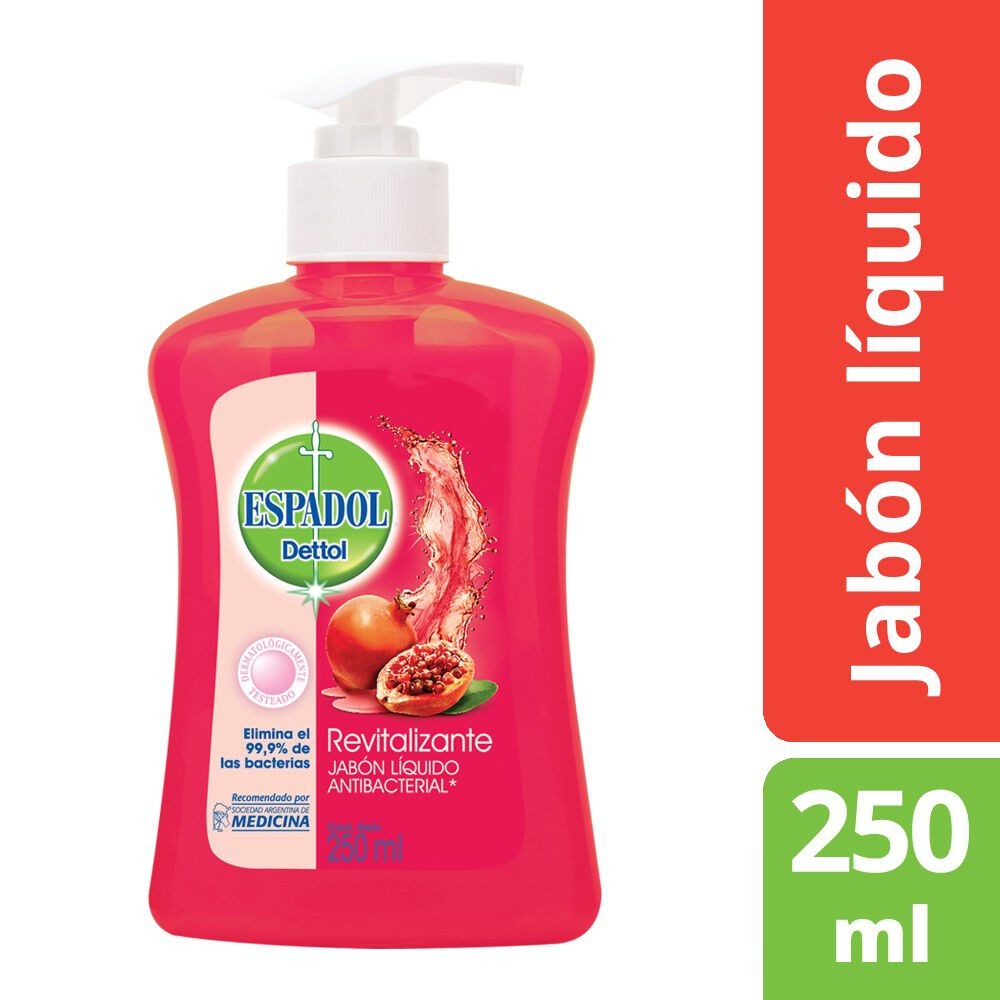 ESPADOL
Dettol
DERMATOLÓGICAMENTE
TESTEADO
Elimina el
99,9% de
las bacterias
Recomendado por
SOCIEDAD ARGENTINA DE
MEDICINA
Revitalizante
JABÓN LÍQUIDO
ANTIBACTERIAL*
250 ml
Jabón líquido
250
ml